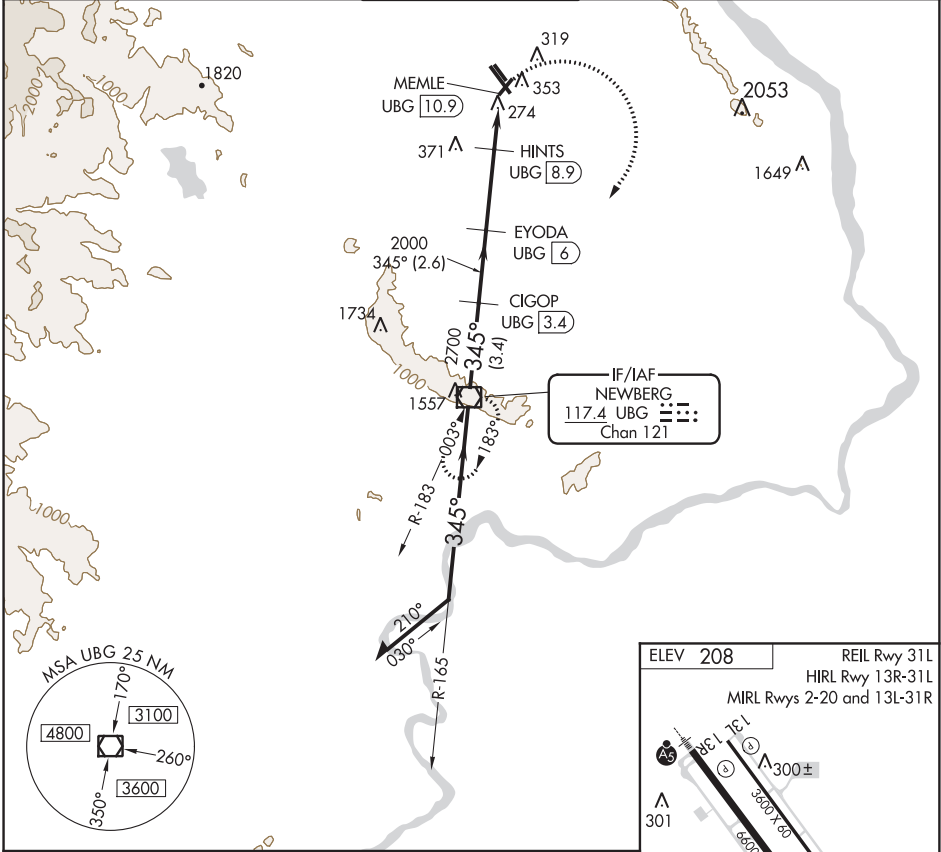 319
1820
1000
2000
MEMLE
UBG 10.9
353
274
2053
371
HINTS
UBG 8.9
1649
EYODA
UBG 6
2000
345° (2.6)
CIGOP
UBG 3.4
1734
2700
345°
(3.4)
1000
1557
IF/IAF
NEWBERG
117.4 UBG
Chan 121
003°
183°
R-183
345°
1000
210°
030°
R-165
MSA UBG 25 NM
170°
3100
4800
260°
3600
350°
ELEV 208
REIL Rwy 31L
HIRL Rwy 13R-31L
MIRL Rwys 2-20 and 13L-31R
13R
13L
A5
P
P
300±
301
3600 X 60
6600